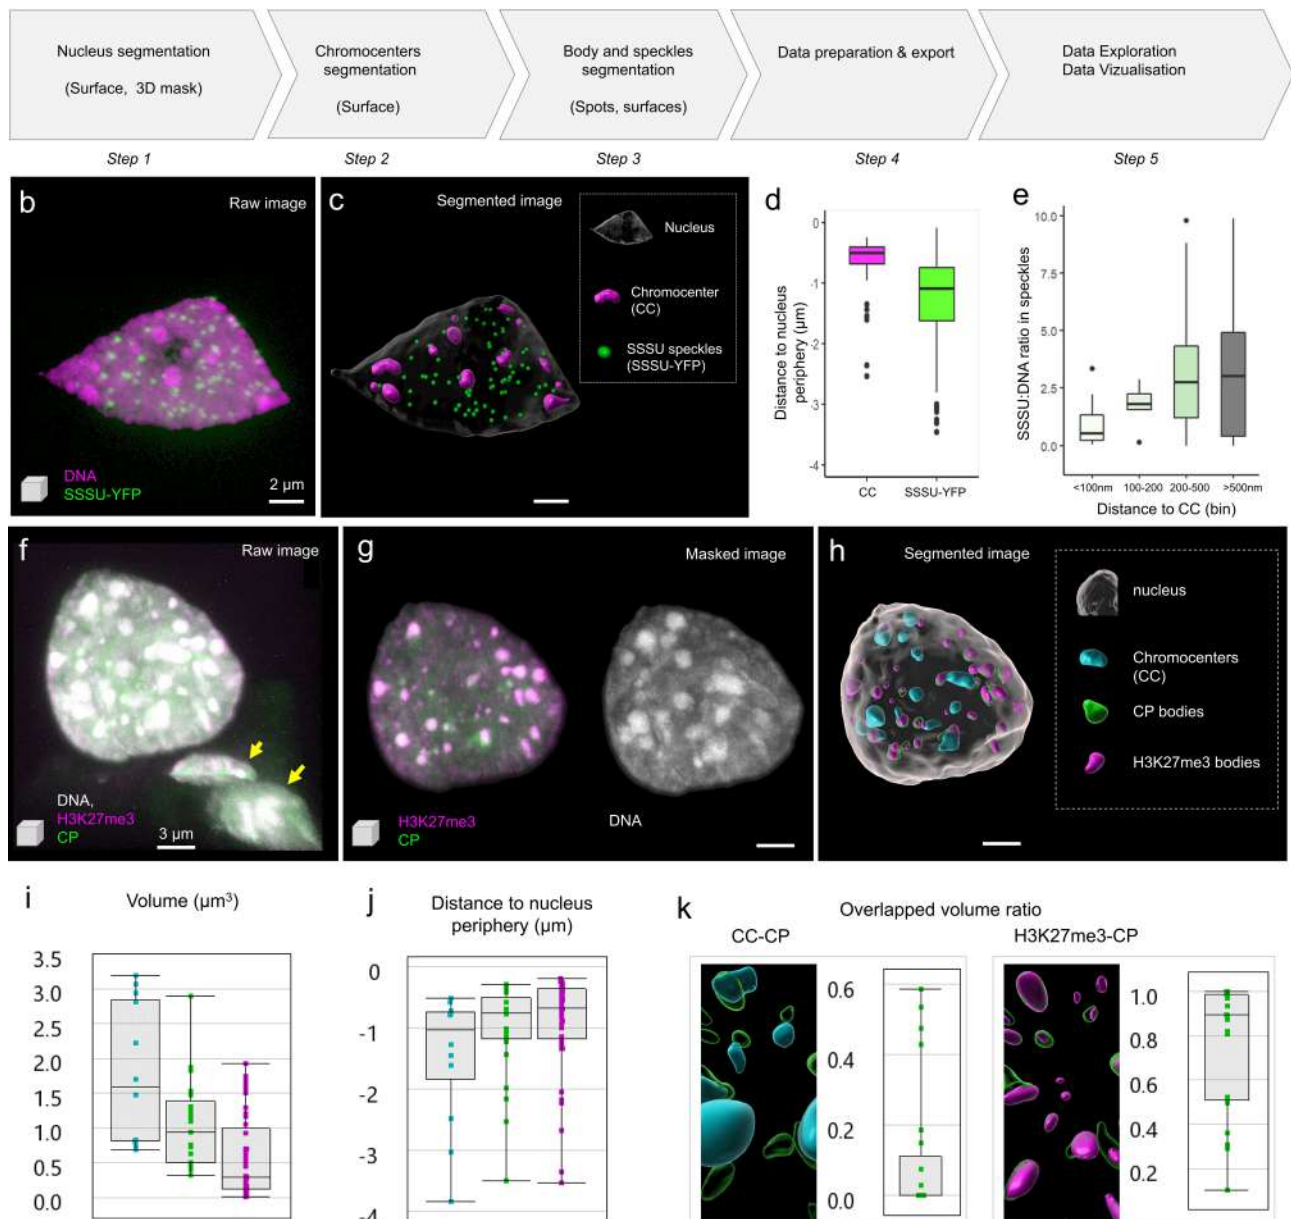 Nucleus segmentation
(Surface, 3D mask)
Chromocenters
segmentation
(Surface)
Body and speckles
segmentation
(Spots, surfaces)
Data preparation & export
Data Exploration
Data Vizualisation
Step 1
Step 2
Step 3
Step 4
Step 5
b
Raw image
DNA
SSSU-YFP
2 µm
c
Segmented image
Nucleus
Chromocenter
(CC)
SSSU speckles
(SSSU-YFP)
d
Distance to nucleus
periphery (µm)
0
-1
-2
-3
-4
CC
SSSU-YFP
e
SSSU:DNA ratio in speckles
10.0
7.5
5.0
2.5
0.0
<100nm
100-200
200-500
>500nm
Distance to CC (bin)
f
Raw image
DNA,
H3K27me3
CP
3 µm
g
Masked image
H3K27me3
CP
DNA
h
Segmented image
nucleus
Chromocenters
(CC)
CP bodies
H3K27me3 bodies
i
Volume (µm³)
3.5
3.0
2.5
2.0
1.5
1.0
0.5
0.0
j
Distance to nucleus
periphery (µm)
0
-1
-2
-3
-4
k
Overlapped volume ratio
CC-CP
0.6
0.4
0.2
0.0
H3K27me3-CP
1.0
0.8
0.6
0.4
0.2